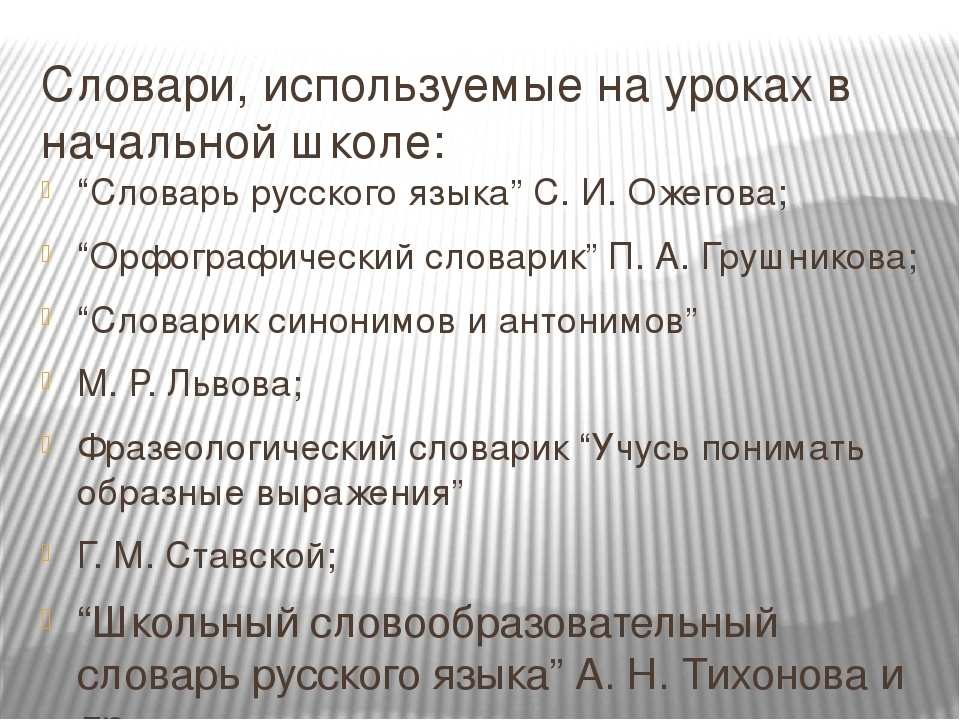 Словари, используемые на уроках в
начальной школе:
“Словарь русского языка” С. И. Ожегова;
“Орфографический словарик” П. А. Грушникова;
“Словарик синонимов и антонимов”
М. Р. Львова;
Фразеологический словарик “Учусь понимать
образные выражения”
Г. М. Ставской;
“Школьный словообразовательный
словарь русского языка” А. Н. Тихонова и